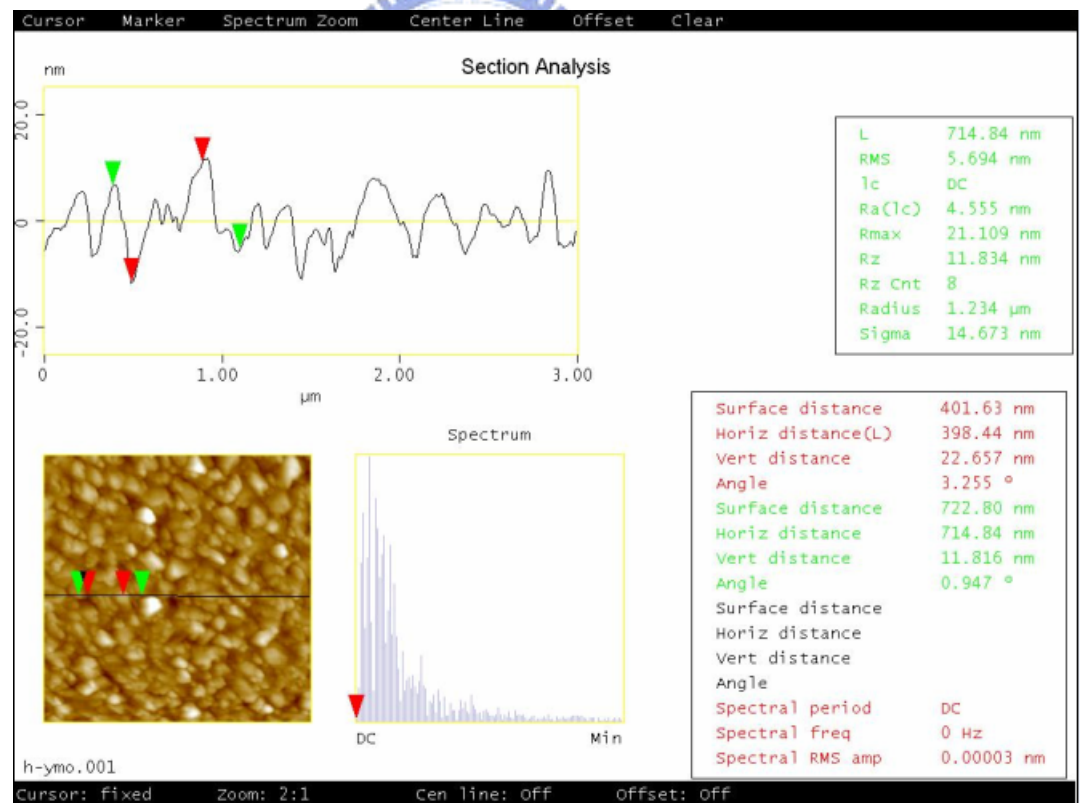 Cursor Marker Spectrum Zoom Center Line Offset Clear
Section Analysis
nm
20.0
0
-20.0
0 1.00 2.00 3.00
µm
L 714.84 nm
RMS 5.694 nm
lc DC
Ra(lc) 4.555 nm
Rmax 21.109 nm
Rz 11.834 nm
Rz Cnt 8
Radius 1.234 µm
Sigma 14.673 nm
Spectrum
DC Min
Surface distance 401.63 nm
Horiz distance(L) 398.44 nm
Vert distance 22.657 nm
Angle 3.255 °
Surface distance 722.80 nm
Horiz distance 714.84 nm
Vert distance 11.816 nm
Angle 0.947 °
Surface distance
Horiz distance
Vert distance
Angle
Spectral period DC
Spectral freq 0 Hz
Spectral RMS amp 0.00003 nm
h-ymo.001
Cursor: fixed Zoom: 2:1 Cen line: Off Offset: Off